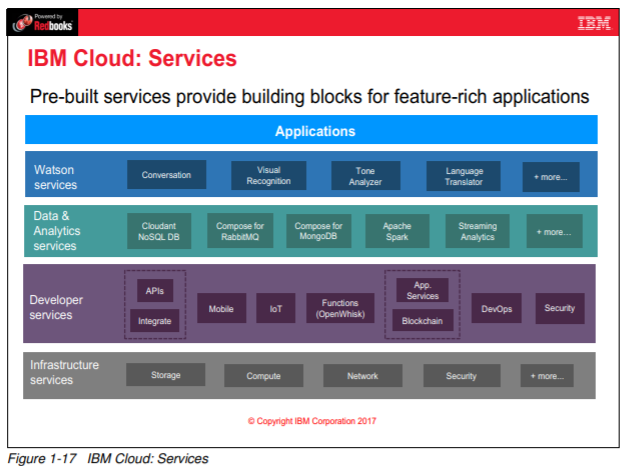 Powered by
Redbooks
IBM
IBM Cloud: Services
Pre-built services provide building blocks for feature-rich applications
Applications
Watson
services
Conversation
Visual
Recognition
Tone
Analyzer
Language
Translator
+ more...
Data &
Analytics
services
Cloudant
NoSQL DB
Compose for
RabbitMQ
Compose for
MongoDB
Apache
Spark
Streaming
Analytics
+ more...
Developer
services
APIs
Integrate
Mobile
IoT
Functions
(OpenWhisk)
App.
Services
Blockchain
DevOps
Security
Infrastructure
services
Storage
Compute
Network
Security
+ more...
© Copyright IBM Corporation 2017
Figure 1-17 IBM Cloud: Services